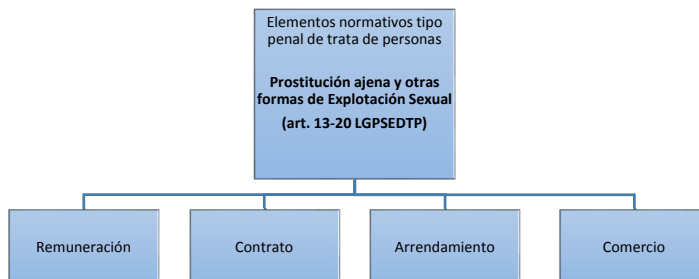 Elementos normativos tipo
penal de trata de personas
Prostitución ajena y otras
formas de Explotación Sexual
(art. 13-20 LGPSEDTP)
Remuneración
Contrato
Arrendamiento
Comercio